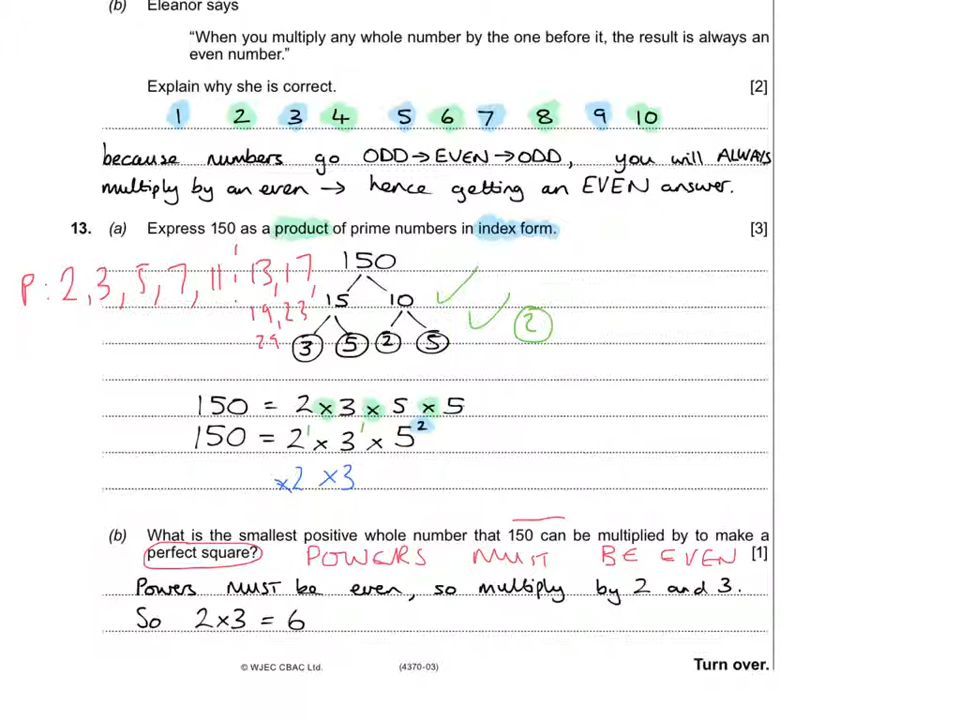 (b) Eleanor says
"When you multiply any whole number by the one before it, the result is always an
even number."
Explain why she is correct. [2]
1 2 3 4 5 6 7 8 9 10
because numbers go ODD→EVEN→ODD, you will ALWAYS
multiply by an even → hence getting an EVEN answer.
13. (a) Express 150 as a product of prime numbers in index form. [3]
P: 2, 3, 5, 7, 11, 13, 17,
19, 23
29
150
15 10
3 5 2 5
✓ ✓ 2
150 = 2 × 3 × 5 × 5
150 = 2¹ × 3¹ × 5²
×2 ×3
(b) What is the smallest positive whole number that 150 can be multiplied by to make a
perfect square? [1]
POWERS MUST BE EVEN
Powers MUST be even, so multiply by 2 and 3.
So 2×3 = 6
© WJEC CBAC Ltd. (4370-03) Turn over.